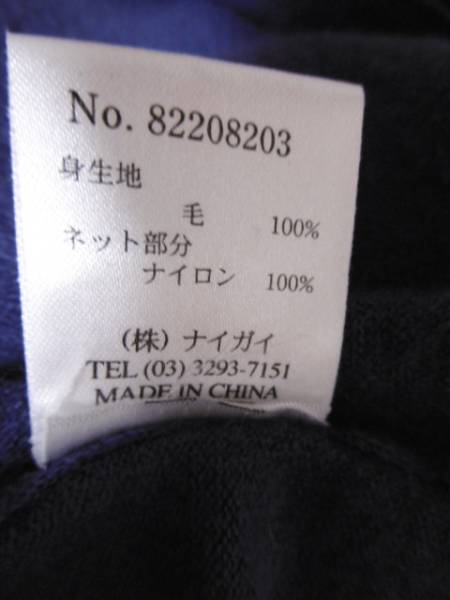 No. 82208203
身生地
毛 100%
ネット部分
ナイロン 100%
(株) ナイガイ
TEL (03) 3293-7151
MADE IN CHINA